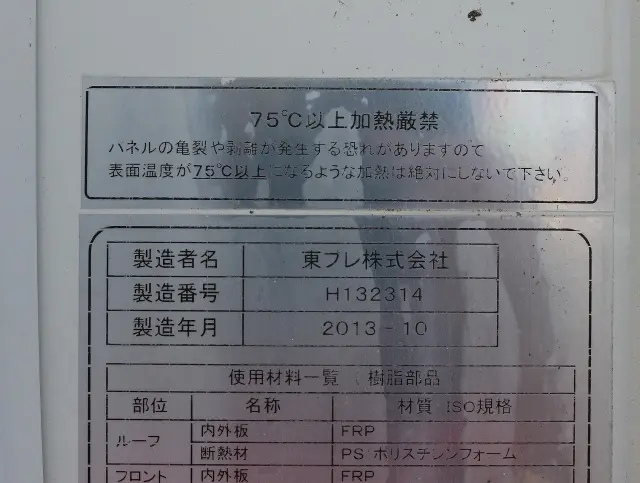 75℃以上加熱厳禁
パネルの亀裂や剥離が発生する恐れがありますので
表面温度が75℃以上になるような加熱は絶対にしないで下さい。
製造者名 東プレ株式会社
製造番号 H132314
製造年月 2013-10
使用材料一覧（樹脂部品）
部位 名称 材質 ISO規格
ルーフ 内外板 FRP
断熱材 PS ポリスチレンフォーム
フロント 内外板 FRP